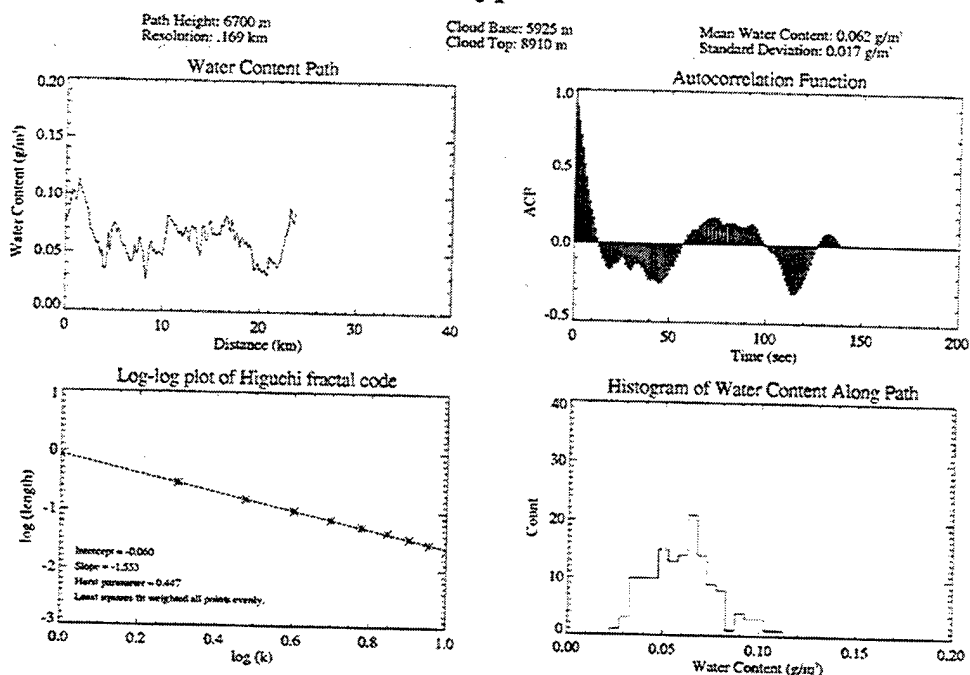 Path Height: 6700 m
Resolution: .169 km
Cloud Base: 5925 m
Cloud Top: 8910 m
Mean Water Content: 0.062 g/m³
Standard Deviation: 0.017 g/m³
Water Content Path
0.20
0.15
0.10
0.05
0.00
Water Content (g/m³)
0
10
20
30
40
Distance (km)
Autocorrelation Function
1.0
0.5
0.0
-0.5
ACF
0
50
100
150
200
Time (sec)
Log-log plot of Higuchi fractal code
1
0
-1
-2
-3
log (length)
Intercept = -0.060
Slope = -1.553
Hurst parameter = 0.447
Least squares fit weighted all points evenly.
0.0
0.2
0.4
0.6
0.8
1.0
log (k)
Histogram of Water Content Along Path
40
30
20
10
0
Count
0.00
0.05
0.10
0.15
0.20
Water Content (g/m³)